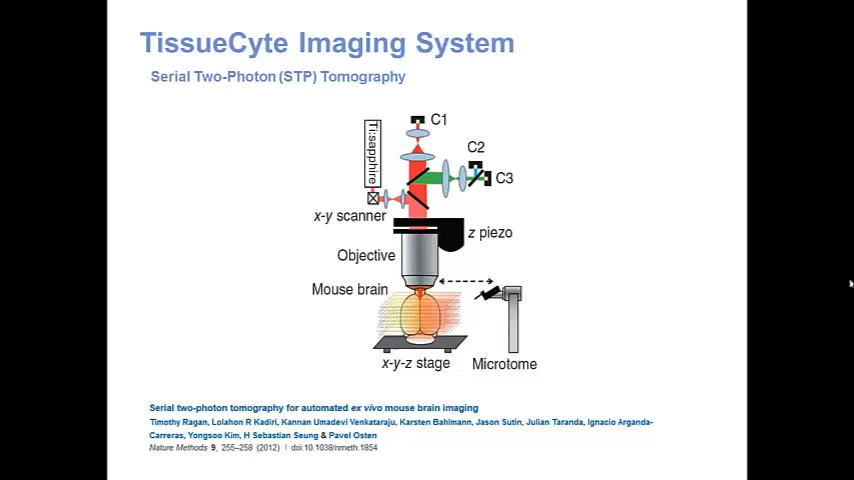 TissueCyte Imaging System
Serial Two-Photon (STP) Tomography
C1
Ti:sapphire
C2
C3
x-y scanner
z piezo
Objective
Mouse brain
x-y-z stage
Microtome
Serial two-photon tomography for automated ex vivo mouse brain imaging
Timothy Ragan, Lolahon R Kadiri, Kannan Umadevi Venkataraju, Karsten Bahlmann, Jason Sutin, Julian Taranda, Ignacio Arganda-
Carreras, Yongsoo Kim, H Sebastian Seung & Pavel Osten
Nature Methods 9, 255–258 (2012) | doi:10.1038/nmeth.1854